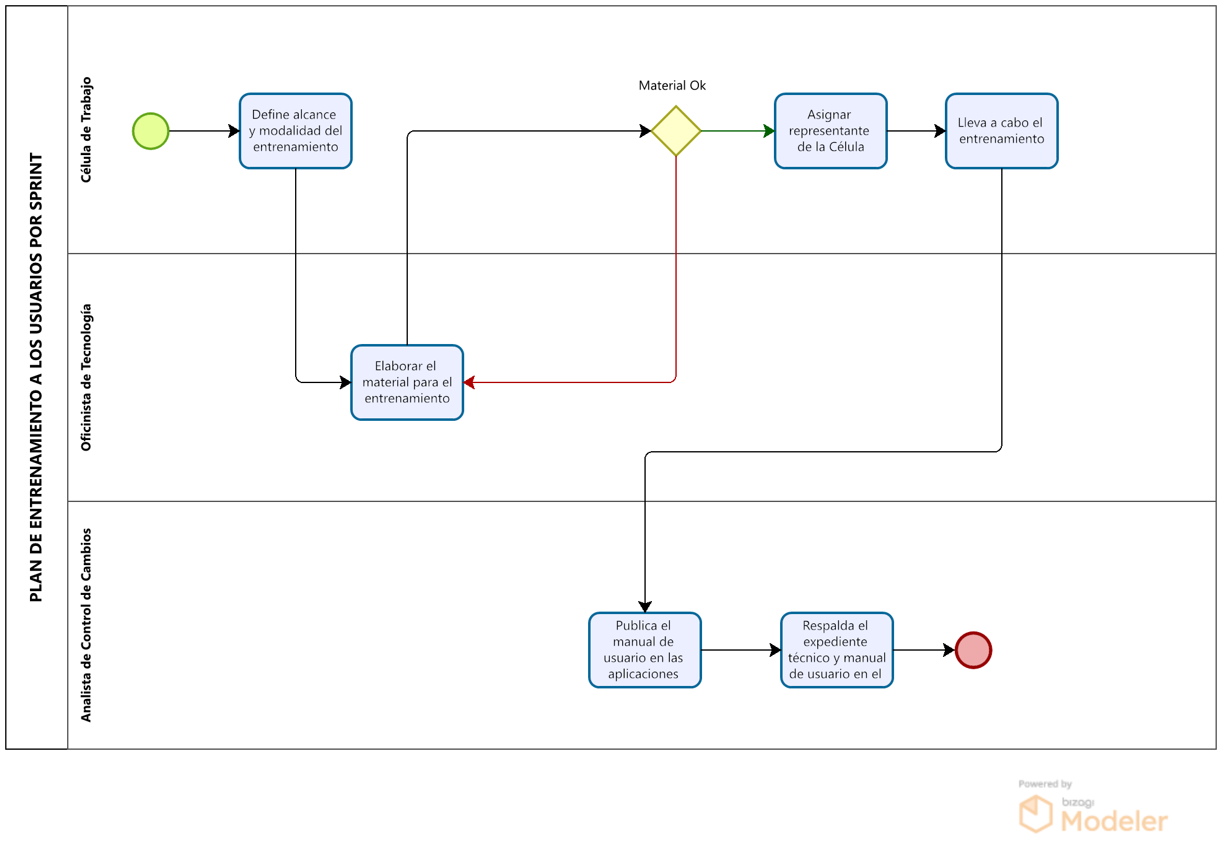 PLAN DE ENTRENAMIENTO A LOS USUARIOS POR SPRINT
Célula de Trabajo
Define alcance
y modalidad del
entrenamiento
Material Ok
Asignar
representante
de la Célula
Lleva a cabo el
entrenamiento
Oficinista de Tecnología
Elaborar el
material para el
entrenamiento
Analista de Control de Cambios
Publica el
manual de
usuario en las
aplicaciones
Respalda el
expediente
técnico y manual
de usuario en el
Powered by
bizagi
Modeler